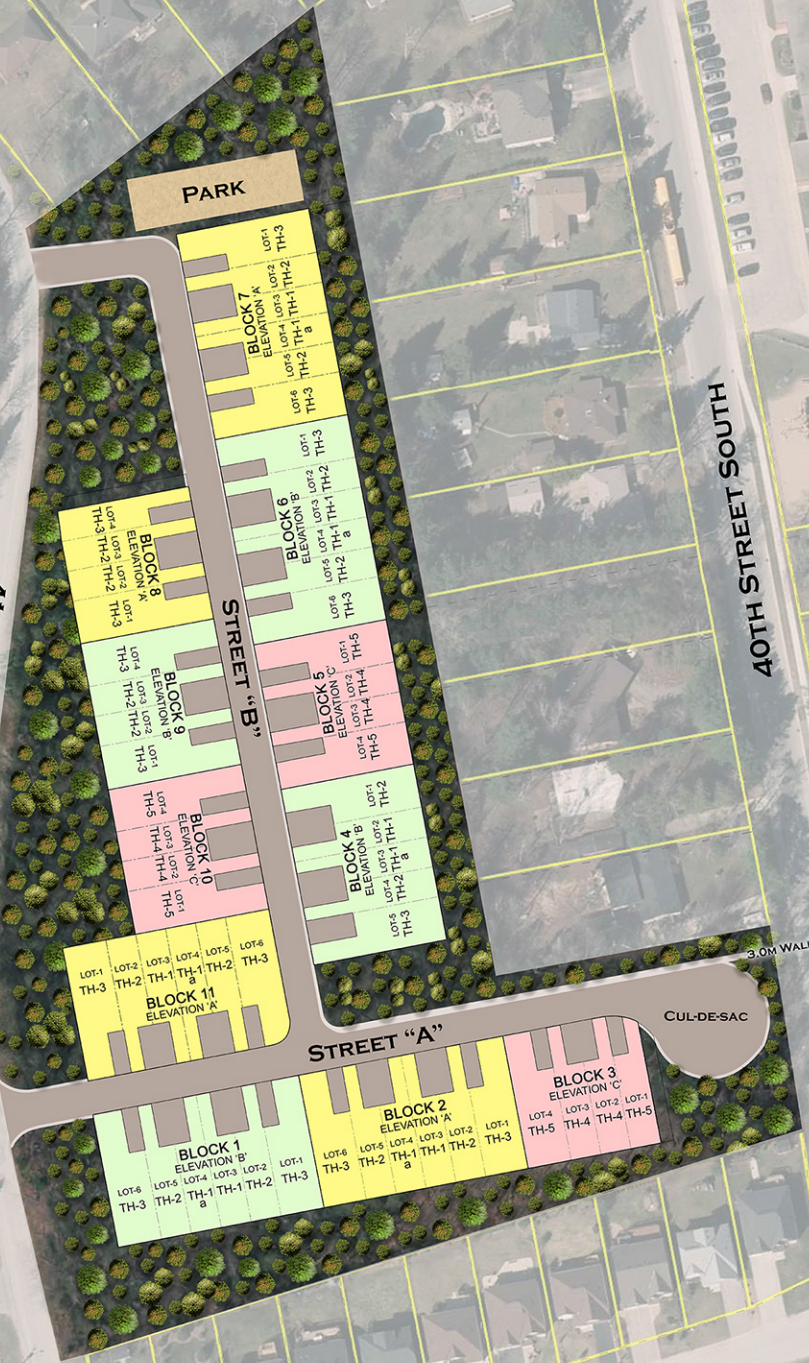 PARK
LOT-1
TH-3
LOT-2
TH-2
LOT-3
TH-1
LOT-4
TH-1
a
LOT-5
TH-2
LOT-6
TH-3
BLOCK 7
ELEVATION 'A'
LOT-1
TH-3
LOT-2
TH-2
LOT-3
TH-1
LOT-4
TH-1
a
LOT-5
TH-2
LOT-6
TH-3
BLOCK 6
ELEVATION 'B'
40TH STREET SOUTH
BLOCK 8
ELEVATION 'A'
LOT-4
TH-3
LOT-3
TH-2
LOT-2
TH-2
LOT-1
TH-3
STREET "B"
BLOCK 9
ELEVATION 'B'
LOT-4
TH-3
LOT-3
TH-2
LOT-2
TH-2
LOT-1
TH-3
BLOCK 5
ELEVATION 'C'
LOT-1
TH-5
LOT-2
TH-4
LOT-3
TH-4
LOT-4
TH-5
BLOCK 10
ELEVATION 'C'
LOT-4
TH-5
LOT-3
TH-4
LOT-2
TH-4
LOT-1
TH-5
BLOCK 4
ELEVATION 'B'
LOT-1
TH-2
LOT-2
TH-1
LOT-3
TH-1
a
LOT-4
TH-2
LOT-5
TH-3
LOT-1
TH-3
LOT-2
TH-2
LOT-3
TH-1
LOT-4
TH-1
a
LOT-5
TH-2
LOT-6
TH-3
BLOCK 11
ELEVATION 'A'
3.0M WAL
CUL-DE-SAC
STREET "A"
BLOCK 3
ELEVATION 'C'
LOT-4
TH-5
LOT-3
TH-4
LOT-2
TH-4
LOT-1
TH-5
BLOCK 2
ELEVATION 'A'
LOT-6
TH-3
LOT-5
TH-2
LOT-4
TH-1
a
LOT-3
TH-1
LOT-2
TH-2
LOT-1
TH-3
BLOCK 1
ELEVATION 'B'
LOT-6
TH-3
LOT-5
TH-2
LOT-4
TH-1
a
LOT-3
TH-1
LOT-2
TH-2
LOT-1
TH-3